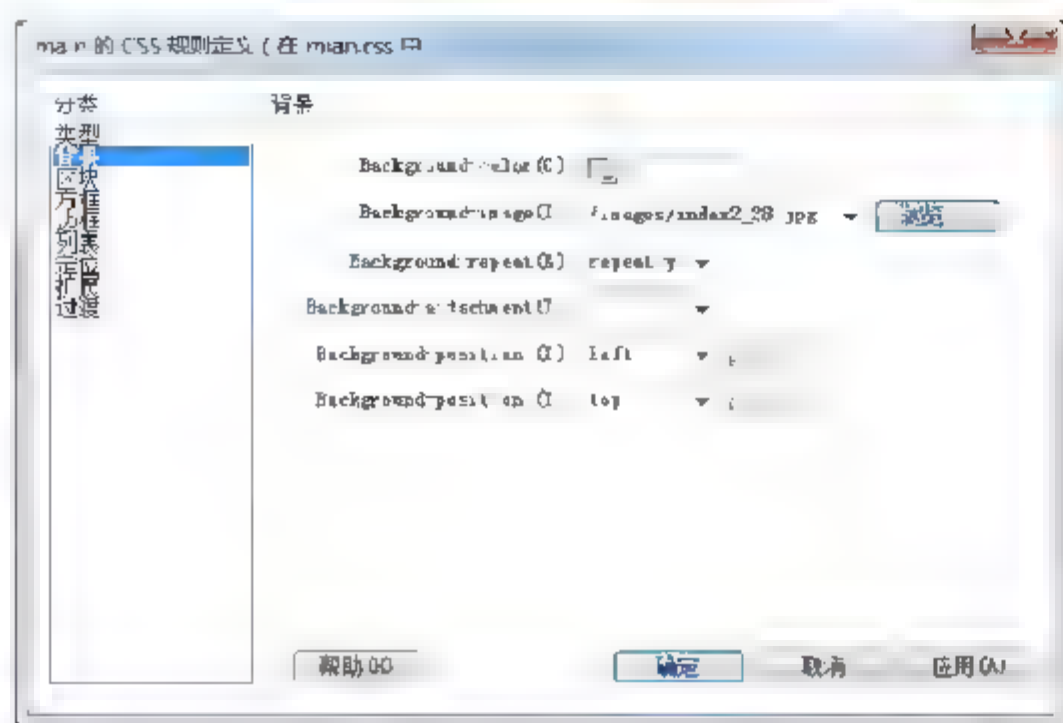 main 的 CSS 规则定义 ( 在 mian.css 中
分类
类型
背景
区块
方框
边框
列表
定位
扩展
过渡
背景
Background-color (C)
Background-image(I /images/index2_28.jpg 浏览
Background-repeat(R) repeat-y
Background-attachment(T
Background-position (X) left
Background-position (Y top
帮助(H) 确定 取消 应用(A)